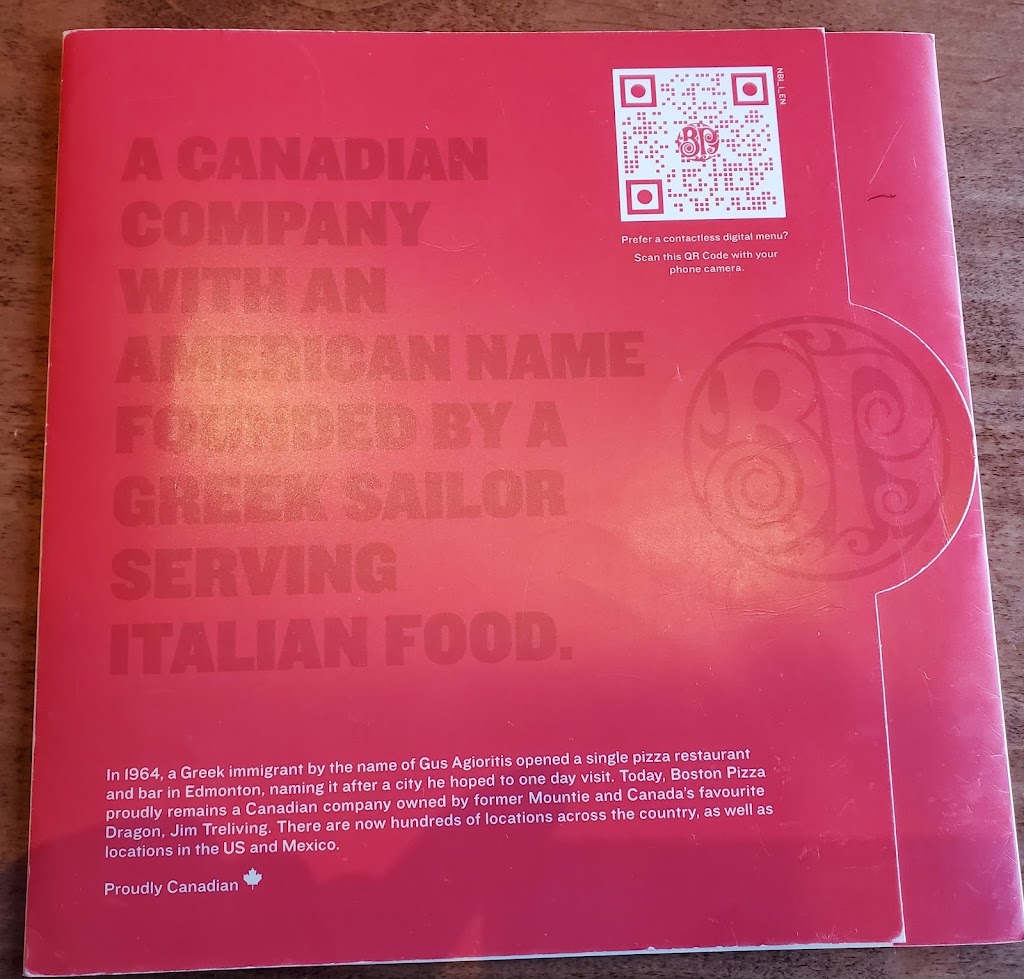 A CANADIAN
COMPANY
WITH AN
AMERICAN NAME
FOUNDED BY A
GREEK SAILOR
SERVING
ITALIAN FOOD.
BP
NBI_I_EN
Prefer a contactless digital menu?
Scan this QR Code with your
phone camera.
BP
In 1964, a Greek immigrant by the name of Gus Agioritis opened a single pizza restaurant
and bar in Edmonton, naming it after a city he hoped to one day visit. Today, Boston Pizza
proudly remains a Canadian company owned by former Mountie and Canada's favourite
Dragon, Jim Treliving. There are now hundreds of locations across the country, as well as
locations in the US and Mexico.
Proudly Canadian